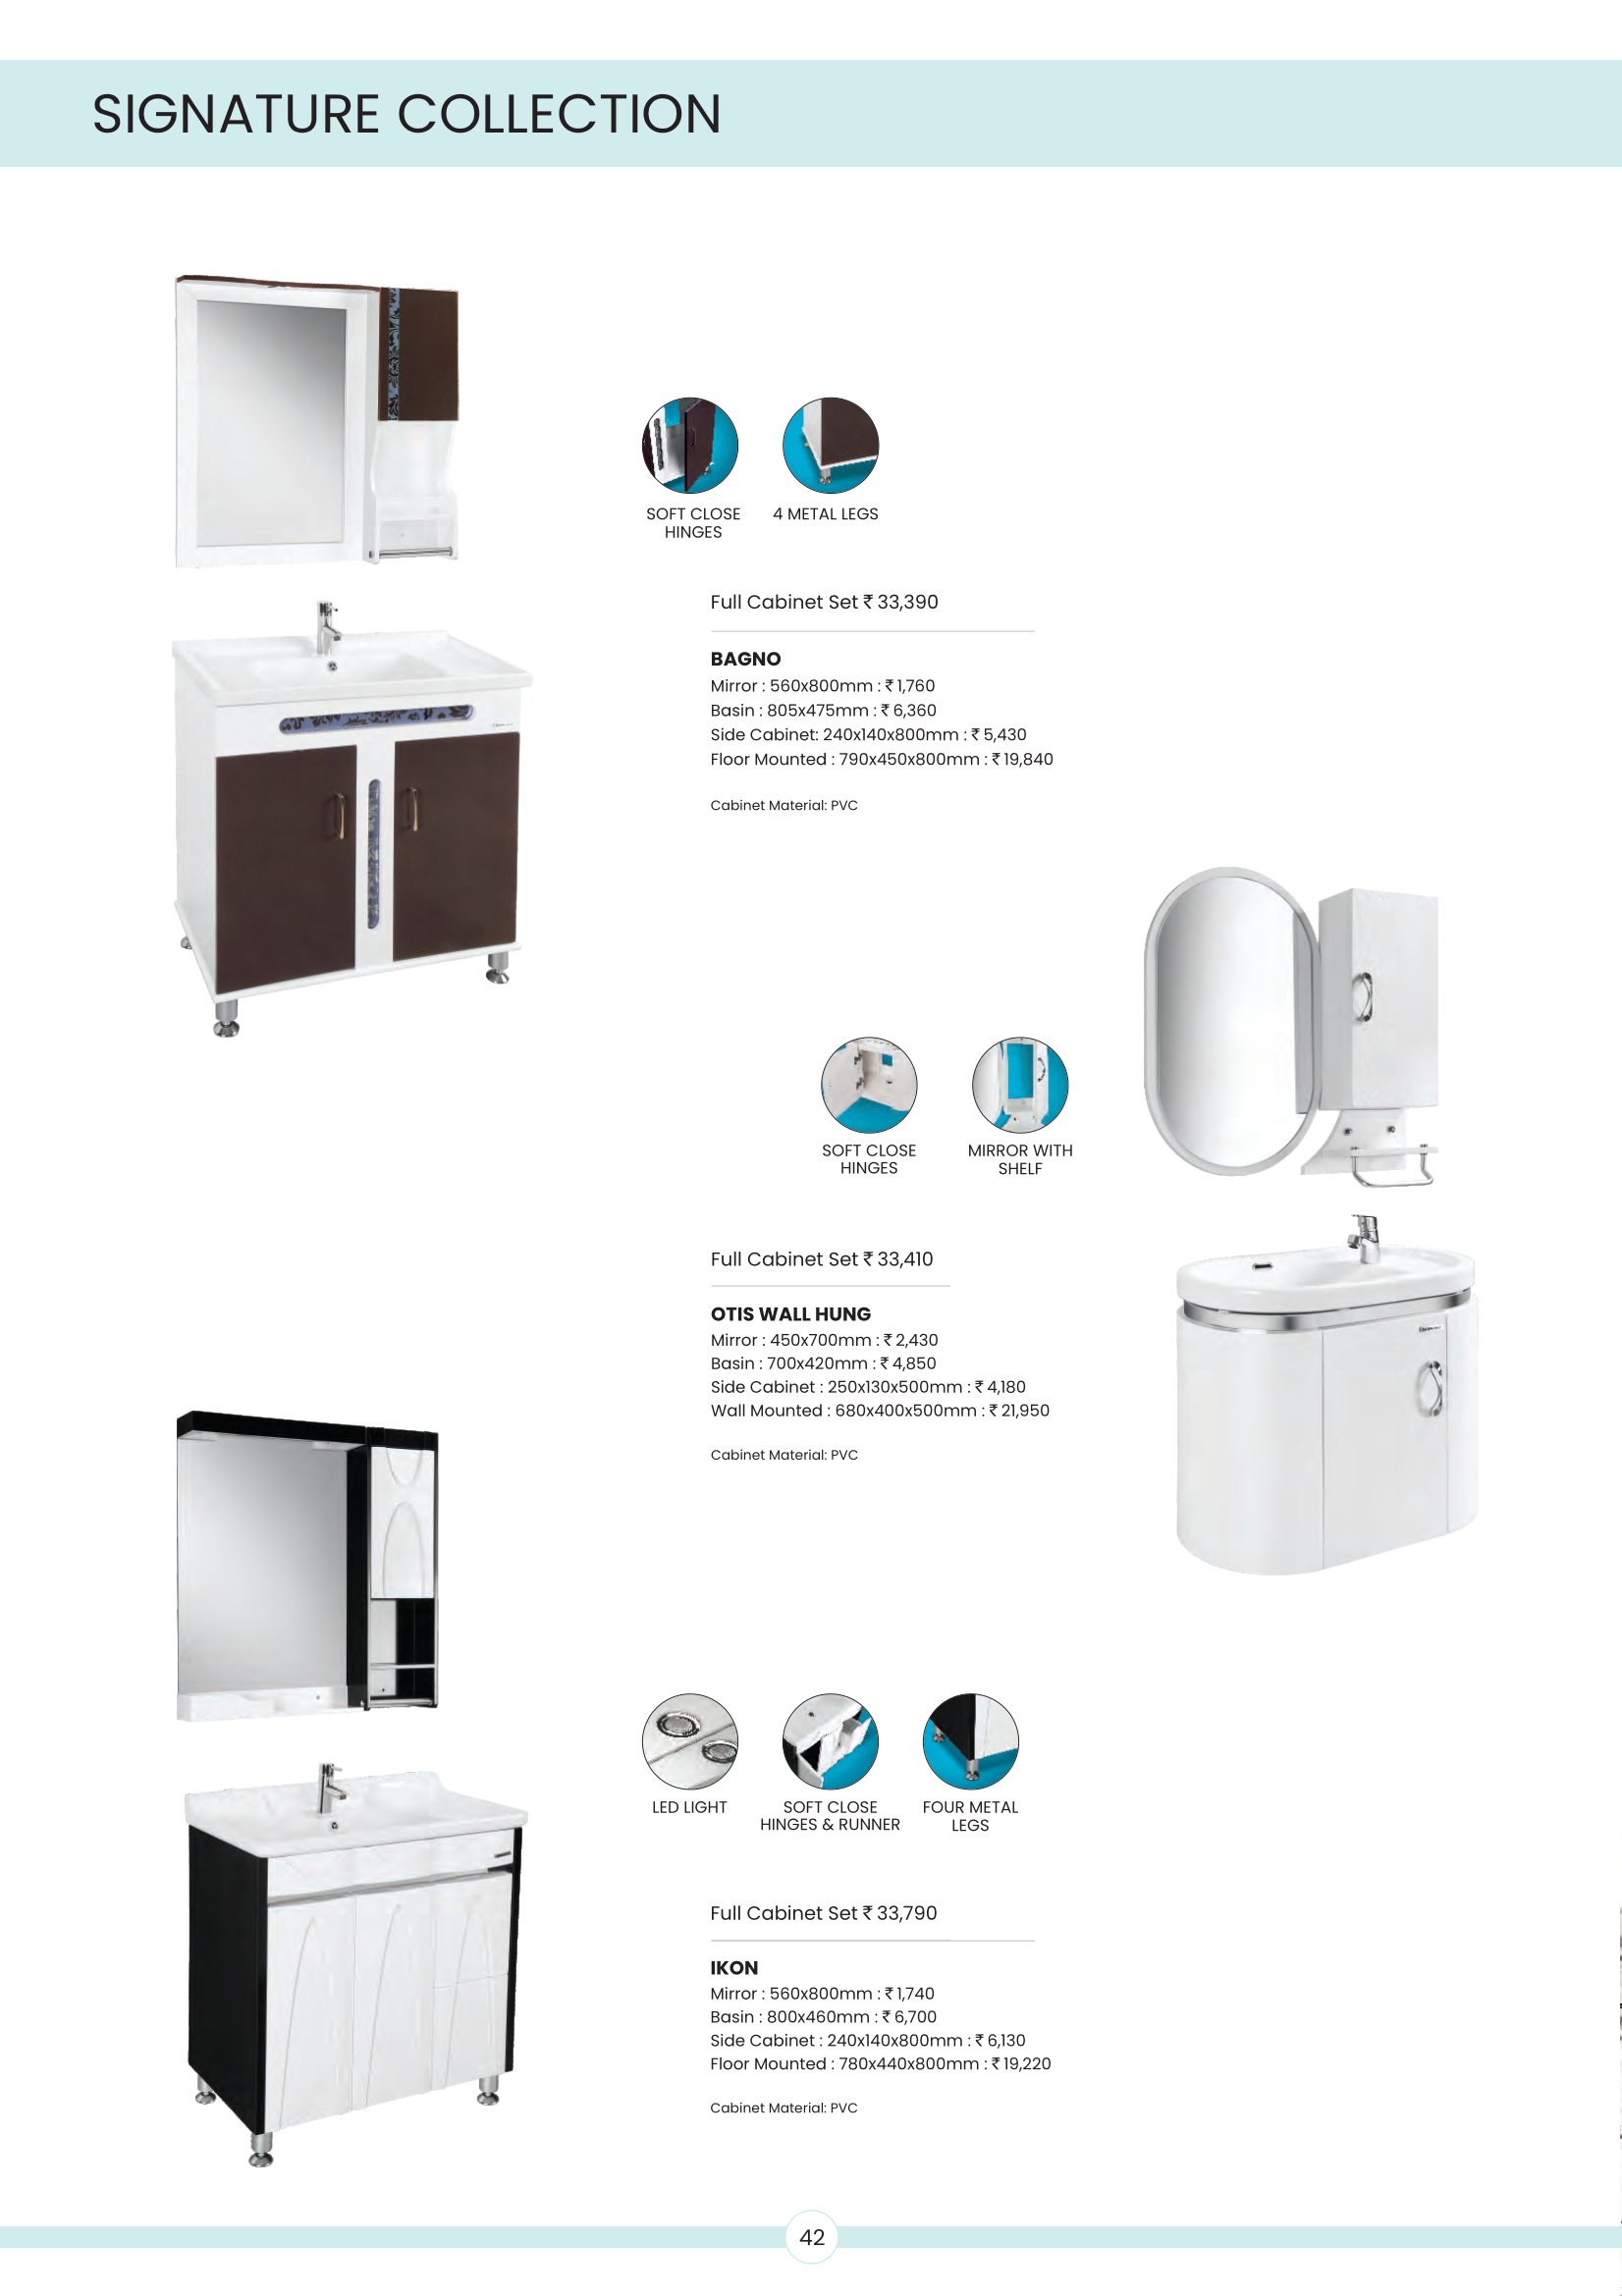 SIGNATURE COLLECTION
SOFT CLOSE
HINGES
4 METAL LEGS
Full Cabinet Set ₹ 33,390
BAGNO
Mirror : 560x800mm : ₹ 1,760
Basin : 805x475mm : ₹ 6,360
Side Cabinet: 240x140x800mm : ₹ 5,430
Floor Mounted : 790x450x800mm : ₹ 19,840
Cabinet Material: PVC
SOFT CLOSE
HINGES
MIRROR WITH
SHELF
Full Cabinet Set ₹ 33,410
OTIS WALL HUNG
Mirror : 450x700mm : ₹ 2,430
Basin : 700x420mm : ₹ 4,850
Side Cabinet : 250x130x500mm : ₹ 4,180
Wall Mounted : 680x400x500mm : ₹ 21,950
Cabinet Material: PVC
LED LIGHT
SOFT CLOSE
HINGES & RUNNER
FOUR METAL
LEGS
Full Cabinet Set ₹ 33,790
IKON
Mirror : 560x800mm : ₹ 1,740
Basin : 800x460mm : ₹ 6,700
Side Cabinet : 240x140x800mm : ₹ 6,130
Floor Mounted : 780x440x800mm : ₹ 19,220
Cabinet Material: PVC
42